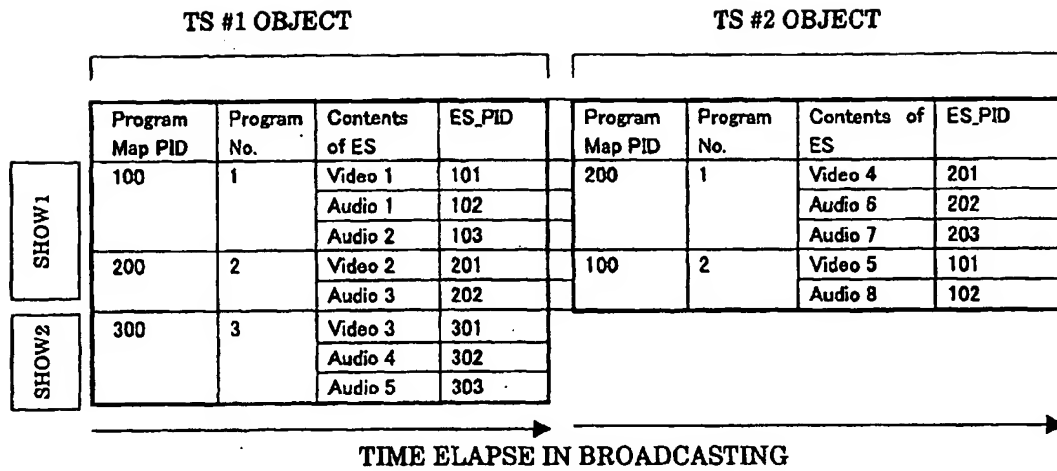 TS #1 OBJECT TS #2 OBJECT
Program Map PID Program No. Contents of ES ES_PID Program Map PID Program No. Contents of ES ES_PID
SHOW1
100 1 Video 1 101 200 1 Video 4 201
Audio 1 102 Audio 6 202
Audio 2 103 Audio 7 203
200 2 Video 2 201 100 2 Video 5 101
Audio 3 202 Audio 8 102
SHOW2
300 3 Video 3 301
Audio 4 302
Audio 5 303
TIME ELAPSE IN BROADCASTING